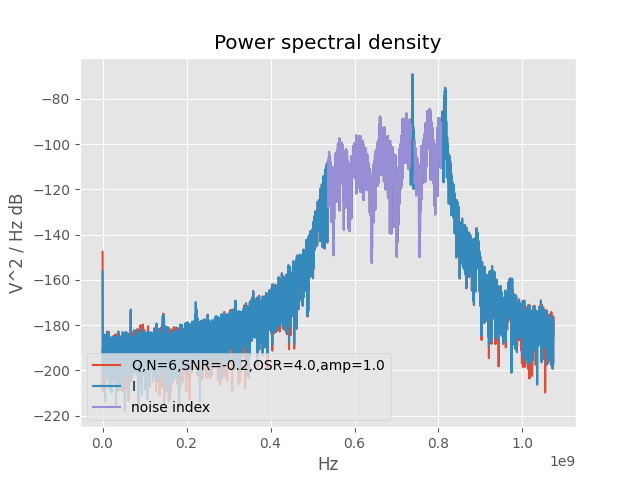 Power spectral density
V^2 / Hz dB
−80
−100
−120
−140
−160
−180
−200
−220
Q,N=6,SNR=-0.2,OSR=4.0,amp=1.0
I
noise index
0.0 0.2 0.4 0.6 0.8 1.0
1e9
Hz